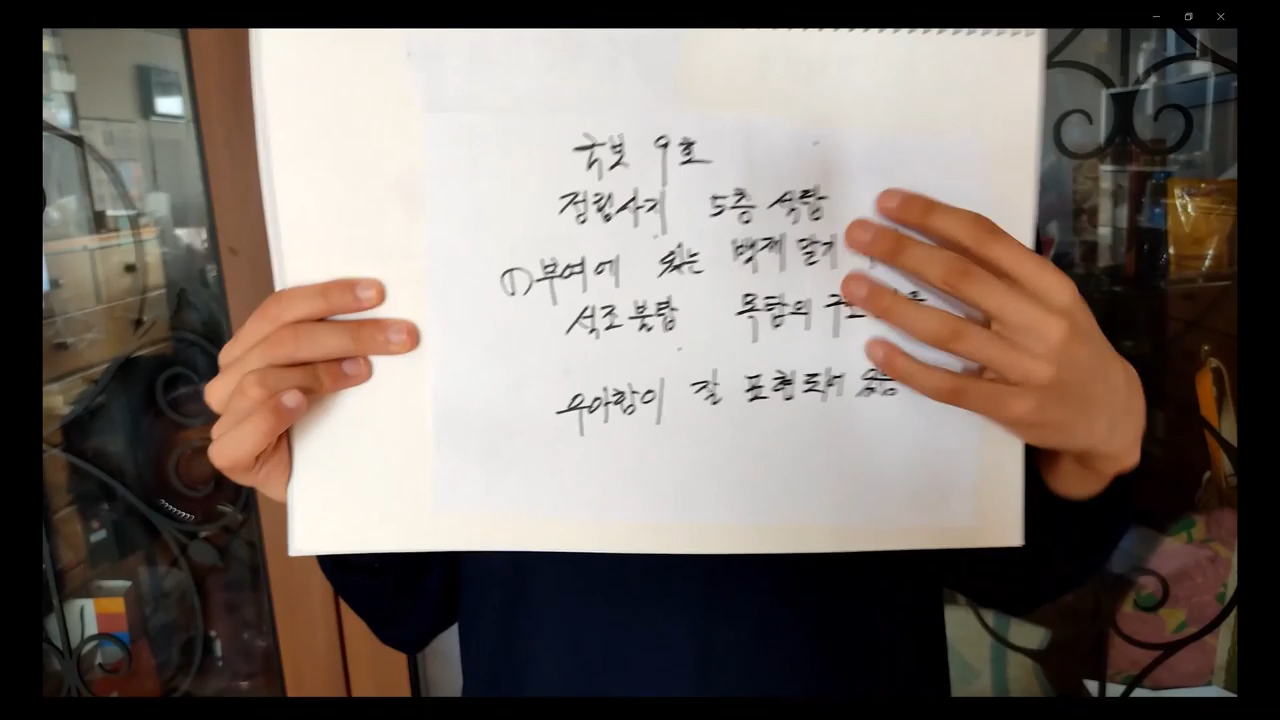 국보 9호
정림사지 5층 석탑
부여에 있는 백제 말기
석조 불탑 목탑의
우아함이 잘 표현되어 있음